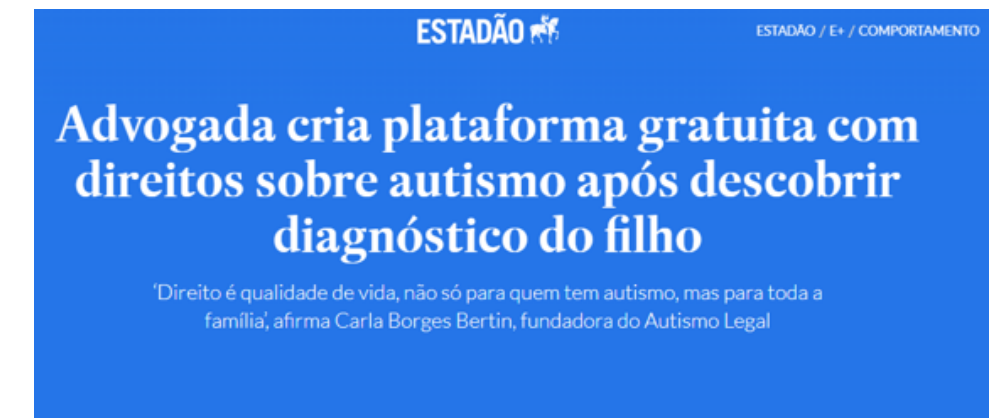 ESTADÃO
ESTADÃO / E+ / COMPORTAMENTO
Advogada cria plataforma gratuita com
direitos sobre autismo após descobrir
diagnóstico do filho
‘Direito é qualidade de vida, não só para quem tem autismo, mas para toda a
família’, afirma Carla Borges Bertin, fundadora do Autismo Legal